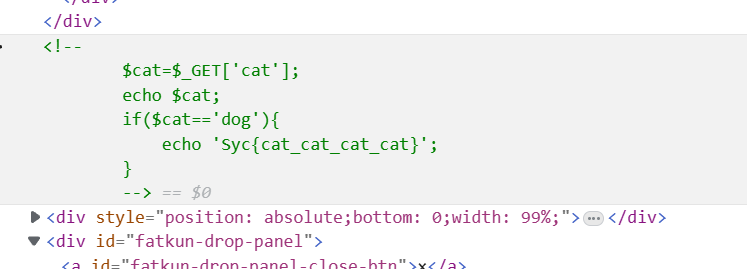 </div>
</div>
<!--
$cat=$_GET['cat'];
echo $cat;
if($cat=='dog'){
echo 'Syc{cat_cat_cat_cat}';
}
--> == $0
<div style="position: absolute;bottom: 0;width: 99%;">…</div>
<div id="fatkun-drop-panel">
<a id="fatkun-drop-panel-close-btn">x</a>